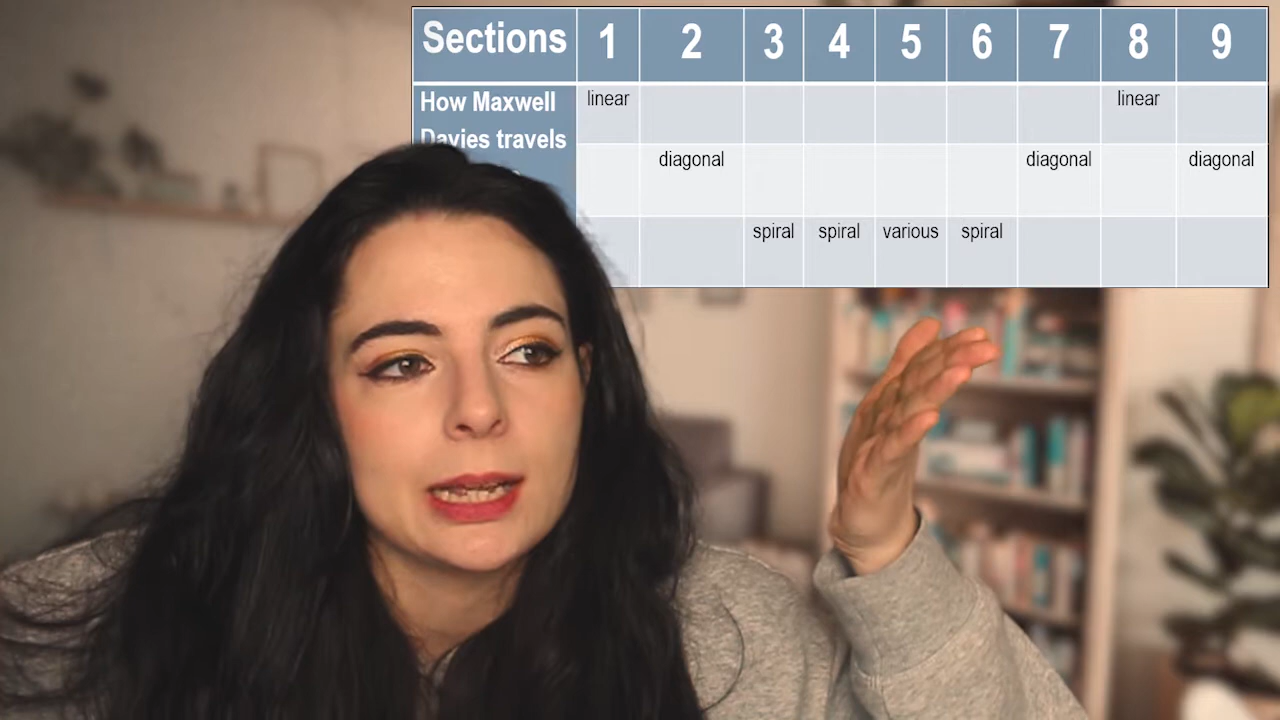 Sections 1 2 3 4 5 6 7 8 9
How Maxwell linear linear
Davies travels
diagonal diagonal diagonal
spiral spiral various spiral